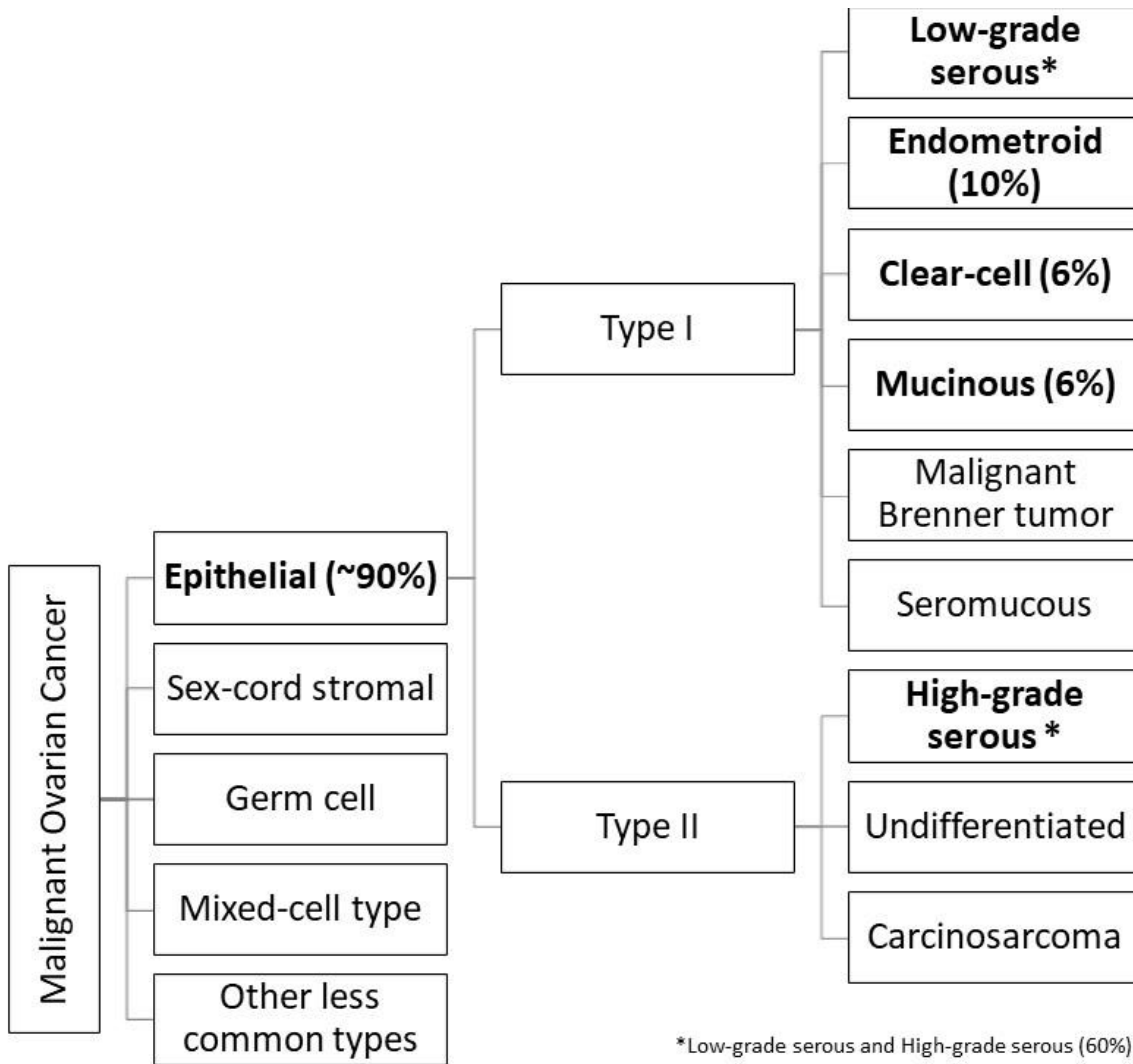 Malignant Ovarian Cancer
Epithelial (~90%)
Sex-cord stromal
Germ cell
Mixed-cell type
Other less
common types
Type I
Type II
Low-grade
serous*
Endometroid
(10%)
Clear-cell (6%)
Mucinous (6%)
Malignant
Brenner tumor
Seromucous
High-grade
serous *
Undifferentiated
Carcinosarcoma
*Low-grade serous and High-grade serous (60%)